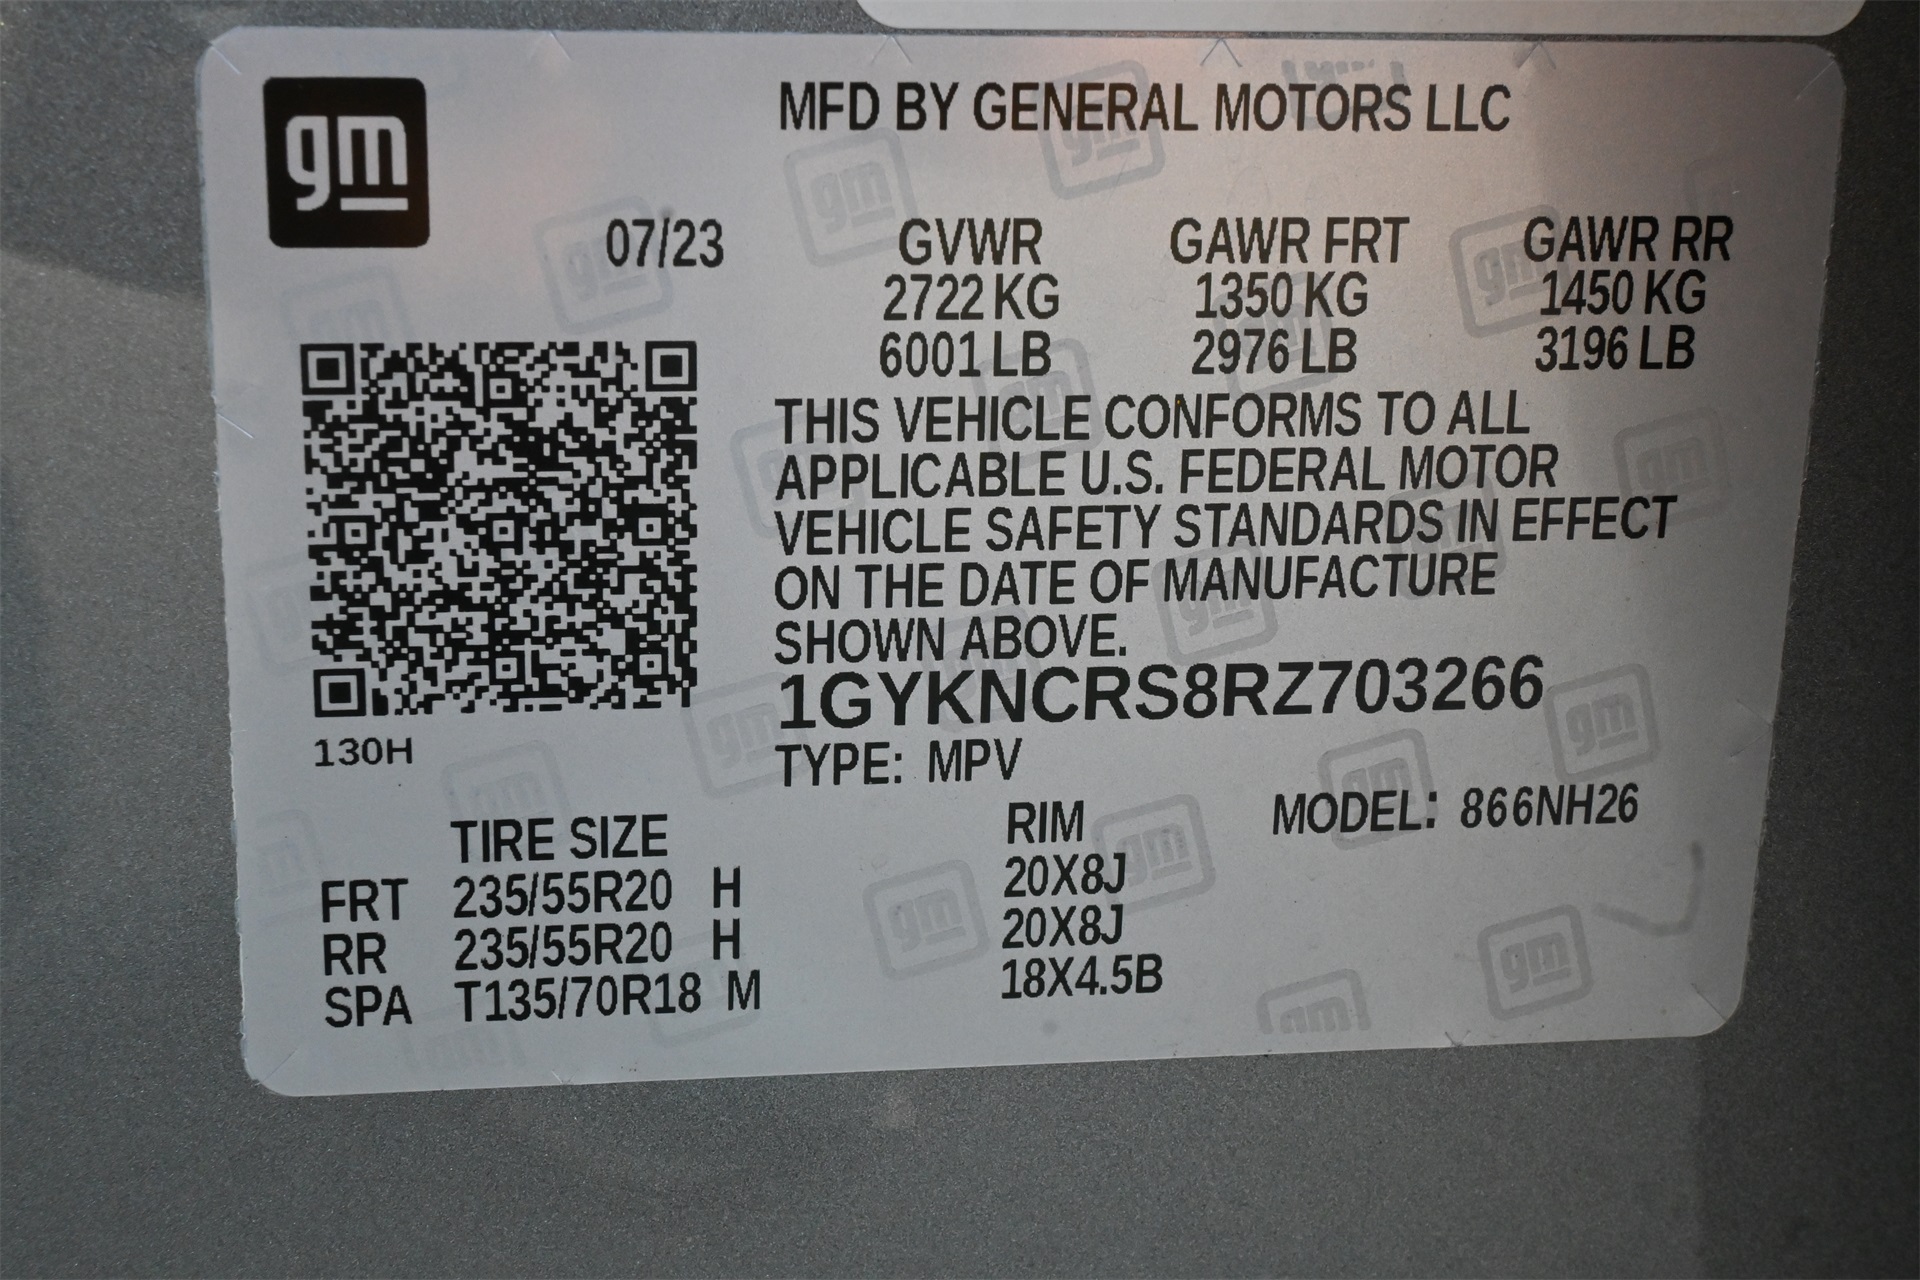 gm
MFD BY GENERAL MOTORS LLC
07/23 GVWR GAWR FRT GAWR RR
2722 KG 1350 KG 1450 KG
6001 LB 2976 LB 3196 LB
THIS VEHICLE CONFORMS TO ALL
APPLICABLE U.S. FEDERAL MOTOR
VEHICLE SAFETY STANDARDS IN EFFECT
ON THE DATE OF MANUFACTURE
SHOWN ABOVE.
1GYKNCRS8RZ703266
130H
TYPE: MPV
MODEL: 866NH26
TIRE SIZE RIM
FRT 235/55R20 H 20X8J
RR 235/55R20 H 20X8J
SPA T135/70R18 M 18X4.5B